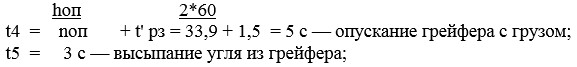 hоп 2*60
t4 = nоп + t' рз = 33,9 + 1,5 = 5 с — опускание грейфера с грузом;
t5 = 3 с — высыпание угля из грейфера;